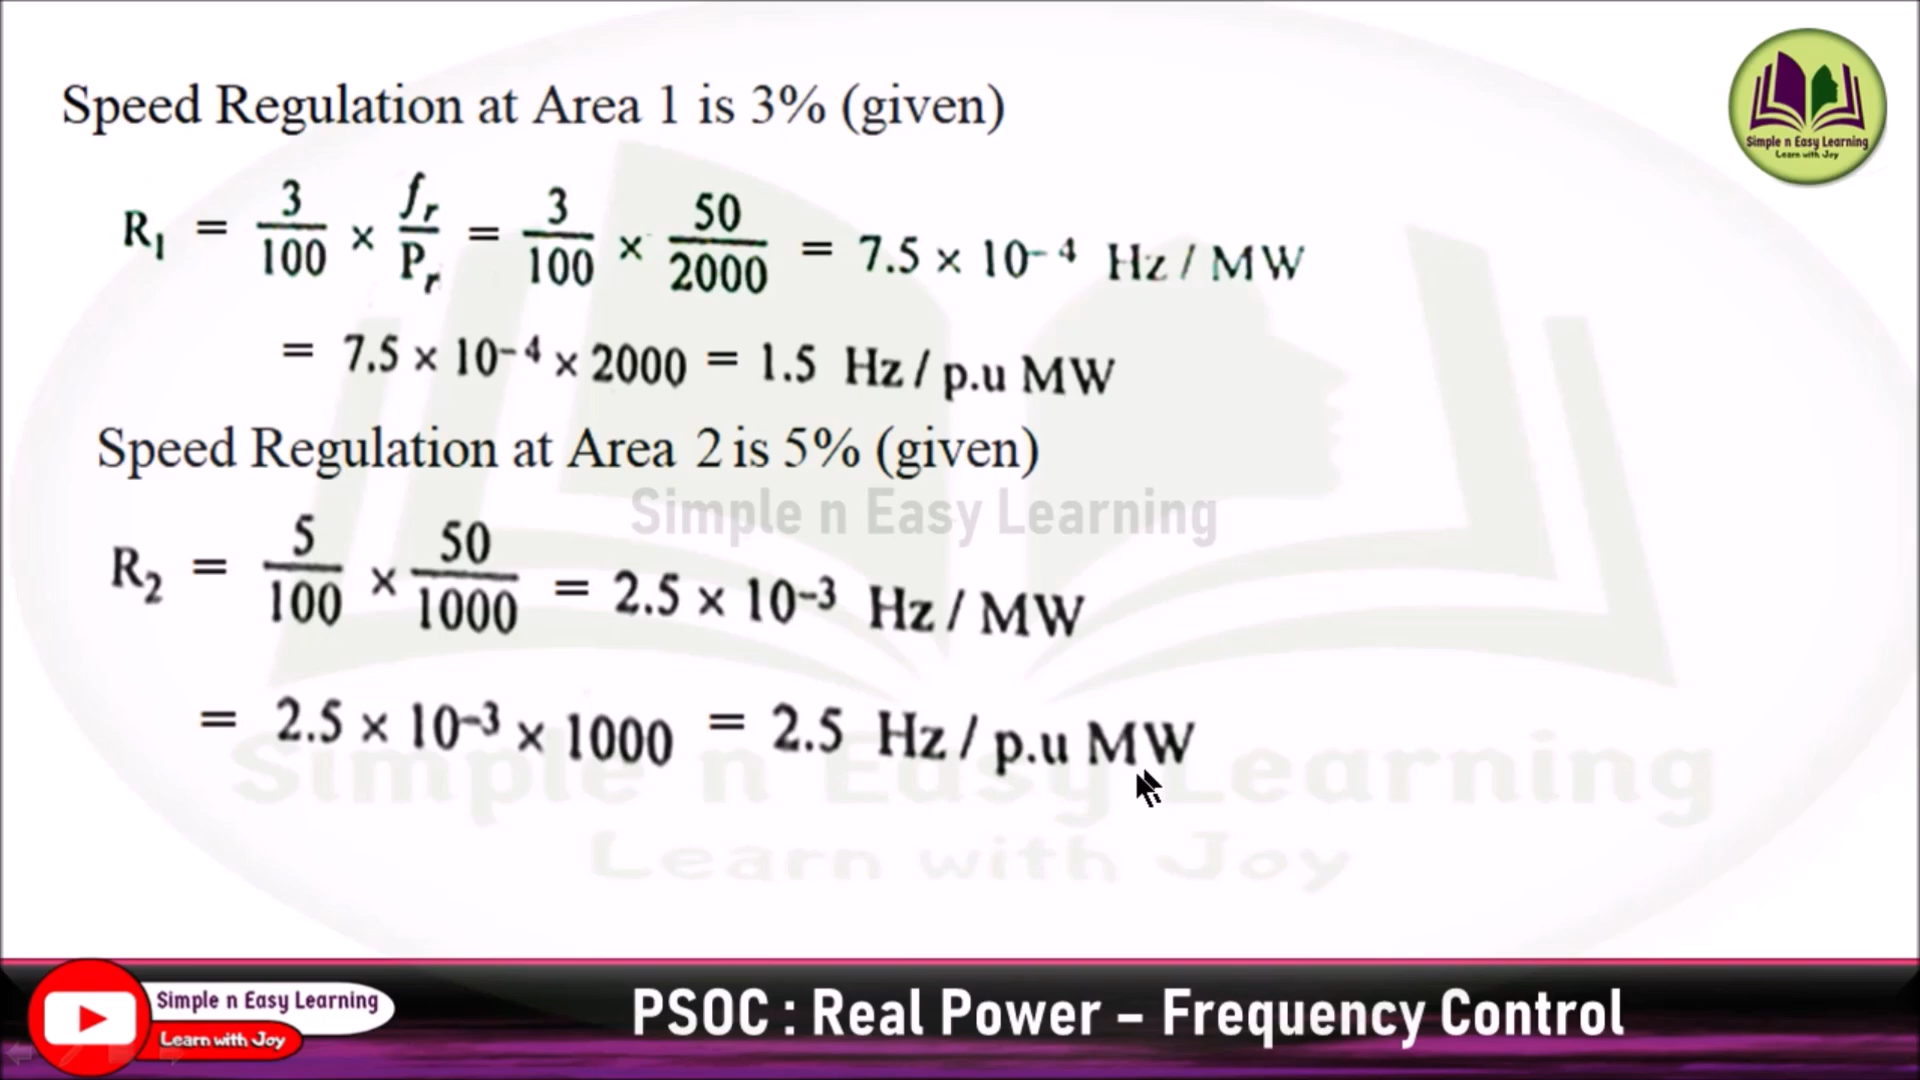 Speed Regulation at Area 1 is 3% (given)
R₁ = 3/100 × fᵣ/Pᵣ = 3/100 × 50/2000 = 7.5 × 10⁻⁴ Hz / MW
= 7.5 × 10⁻⁴ × 2000 = 1.5 Hz / p.u MW
Speed Regulation at Area 2 is 5% (given)
Simple n Easy Learning
R₂ = 5/100 × 50/1000 = 2.5 × 10⁻³ Hz / MW
= 2.5 × 10⁻³ × 1000 = 2.5 Hz / p.u MW
Simple n Easy Learning
Learn with Joy
Simple n Easy Learning
Learn with Joy
Simple n Easy Learning
Learn with Joy
PSOC : Real Power – Frequency Control